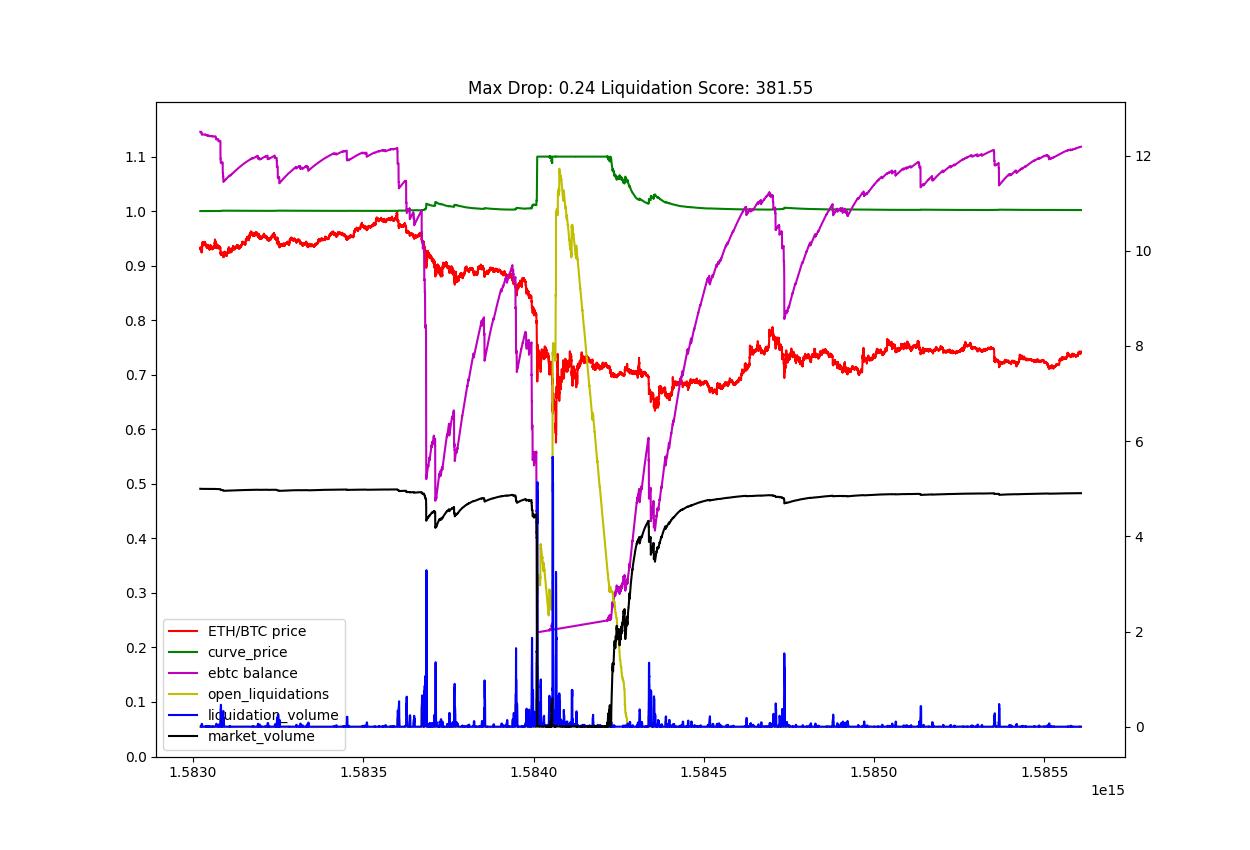 Max Drop: 0.24 Liquidation Score: 381.55
1.1
1.0
0.9
0.8
0.7
0.6
0.5
0.4
0.3
0.2
0.1
0.0
12
10
8
6
4
2
0
ETH/BTC price
curve_price
ebtc balance
open_liquidations
liquidation_volume
market_volume
1.5830 1.5835 1.5840 1.5845 1.5850 1.5855
1e15